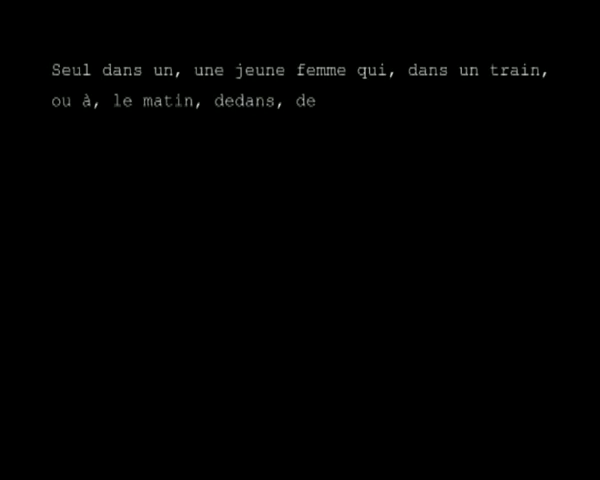 Seul dans un, une jeune femme qui, dans un train,
ou à, le matin, dedans, de